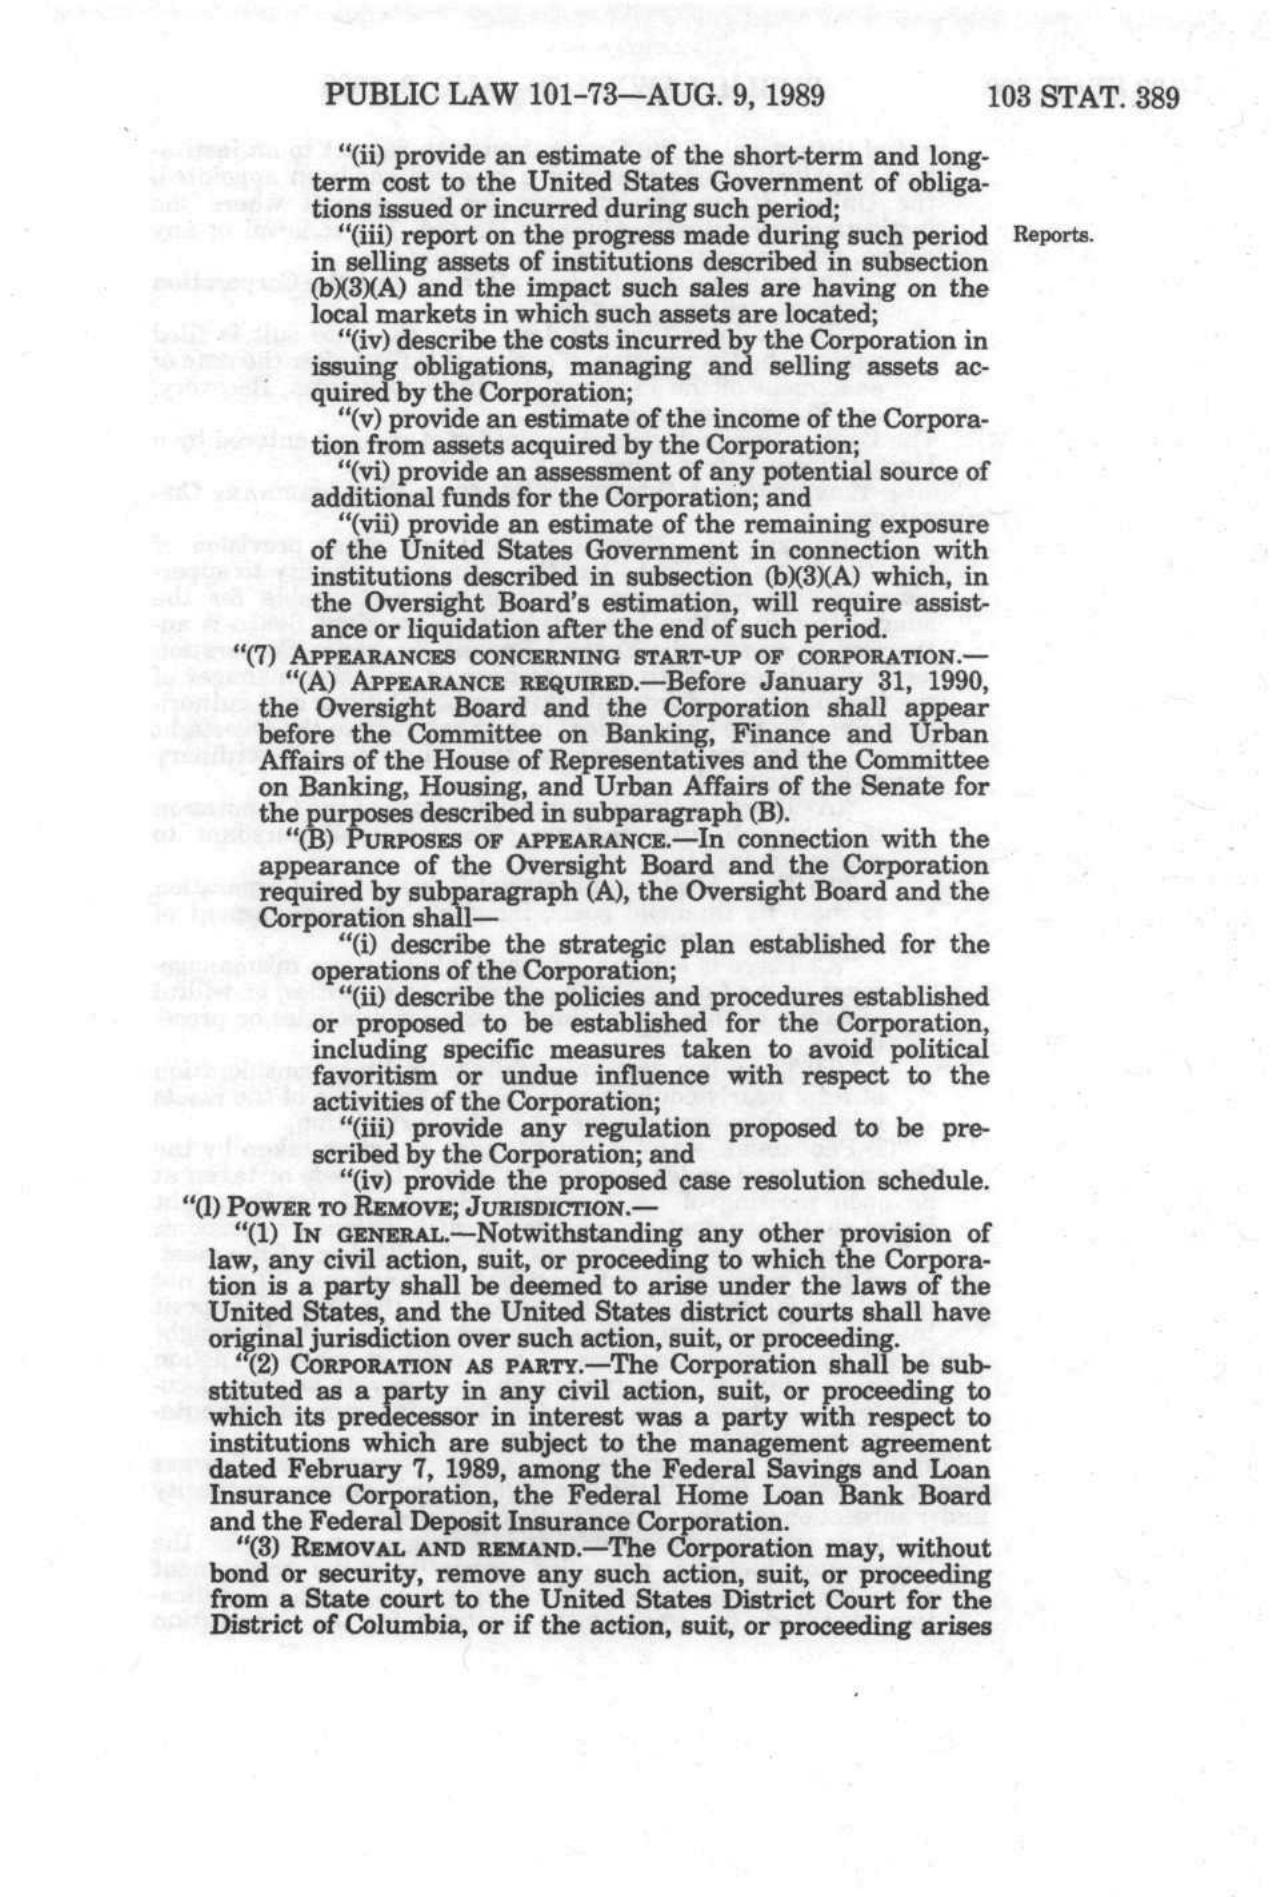 PUBLIC LAW 101-73—AUG. 9, 1989 103 STAT. 389
“(ii) provide an estimate of the short-term and long-
term cost to the United States Government of obliga-
tions issued or incurred during such period;
“(iii) report on the progress made during such period Reports.
in selling assets of institutions described in subsection
(b)(3)(A) and the impact such sales are having on the
local markets in which such assets are located;
“(iv) describe the costs incurred by the Corporation in
issuing obligations, managing and selling assets ac-
quired by the Corporation;
“(v) provide an estimate of the income of the Corpora-
tion from assets acquired by the Corporation;
“(vi) provide an assessment of any potential source of
additional funds for the Corporation; and
“(vii) provide an estimate of the remaining exposure
of the United States Government in connection with
institutions described in subsection (b)(3)(A) which, in
the Oversight Board's estimation, will require assist-
ance or liquidation after the end of such period.
“(7) APPEARANCES CONCERNING START-UP OF CORPORATION.—
“(A) APPEARANCE REQUIRED.—Before January 31, 1990,
the Oversight Board and the Corporation shall appear
before the Committee on Banking, Finance and Urban
Affairs of the House of Representatives and the Committee
on Banking, Housing, and Urban Affairs of the Senate for
the purposes described in subparagraph (B).
“(B) PURPOSES OF APPEARANCE.—In connection with the
appearance of the Oversight Board and the Corporation
required by subparagraph (A), the Oversight Board and the
Corporation shall—
“(i) describe the strategic plan established for the
operations of the Corporation;
“(ii) describe the policies and procedures established
or proposed to be established for the Corporation,
including specific measures taken to avoid political
favoritism or undue influence with respect to the
activities of the Corporation;
“(iii) provide any regulation proposed to be pre-
scribed by the Corporation; and
“(iv) provide the proposed case resolution schedule.
“(l) POWER TO REMOVE; JURISDICTION.—
“(1) IN GENERAL.—Notwithstanding any other provision of
law, any civil action, suit, or proceeding to which the Corpora-
tion is a party shall be deemed to arise under the laws of the
United States, and the United States district courts shall have
original jurisdiction over such action, suit, or proceeding.
“(2) CORPORATION AS PARTY.—The Corporation shall be sub-
stituted as a party in any civil action, suit, or proceeding to
which its predecessor in interest was a party with respect to
institutions which are subject to the management agreement
dated February 7, 1989, among the Federal Savings and Loan
Insurance Corporation, the Federal Home Loan Bank Board
and the Federal Deposit Insurance Corporation.
“(3) REMOVAL AND REMAND.—The Corporation may, without
bond or security, remove any such action, suit, or proceeding
from a State court to the United States District Court for the
District of Columbia, or if the action, suit, or proceeding arises